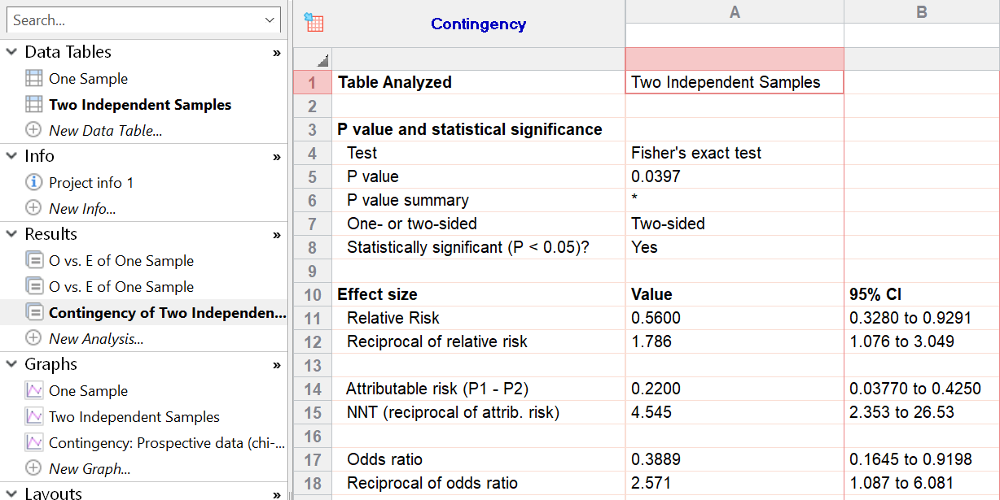 Search...
Data Tables »
One Sample
Two Independent Samples
New Data Table...
Info »
Project info 1
New Info...
Results »
O vs. E of One Sample
O vs. E of One Sample
Contingency of Two Independen...
New Analysis...
Graphs »
One Sample
Two Independent Samples
Contingency: Prospective data (chi-...
New Graph...
Layouts »
Contingency A B
1 Table Analyzed Two Independent Samples
2
3 P value and statistical significance
4 Test Fisher's exact test
5 P value 0.0397
6 P value summary *
7 One- or two-sided Two-sided
8 Statistically significant (P < 0.05)? Yes
9
10 Effect size Value 95% CI
11 Relative Risk 0.5600 0.3280 to 0.9291
12 Reciprocal of relative risk 1.786 1.076 to 3.049
13
14 Attributable risk (P1 - P2) 0.2200 0.03770 to 0.4250
15 NNT (reciprocal of attrib. risk) 4.545 2.353 to 26.53
16
17 Odds ratio 0.3889 0.1645 to 0.9198
18 Reciprocal of odds ratio 2.571 1.087 to 6.081